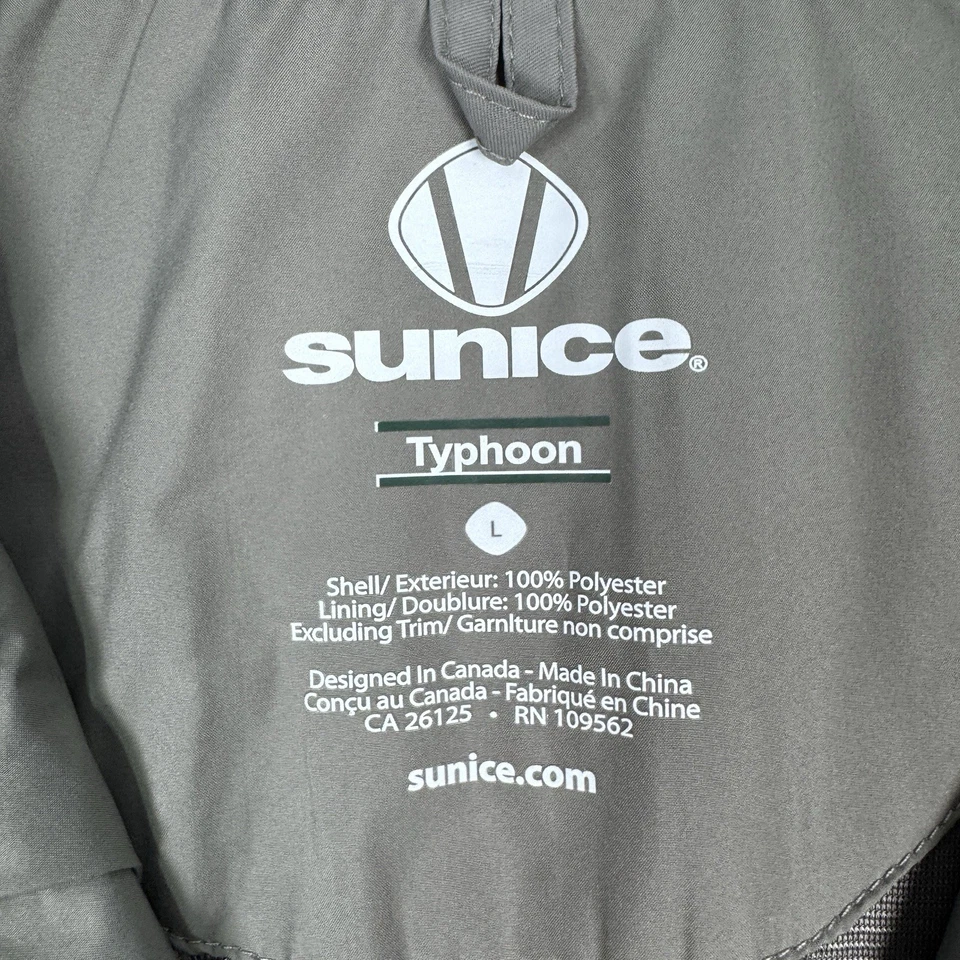 sunice®
Typhoon
L
Shell/ Exterieur: 100% Polyester
Lining/ Doublure: 100% Polyester
Excluding Trim/ Garnlture non comprise
Designed In Canada - Made In China
Conçu au Canada - Fabriqué en Chine
CA 26125 • RN 109562
sunice.com